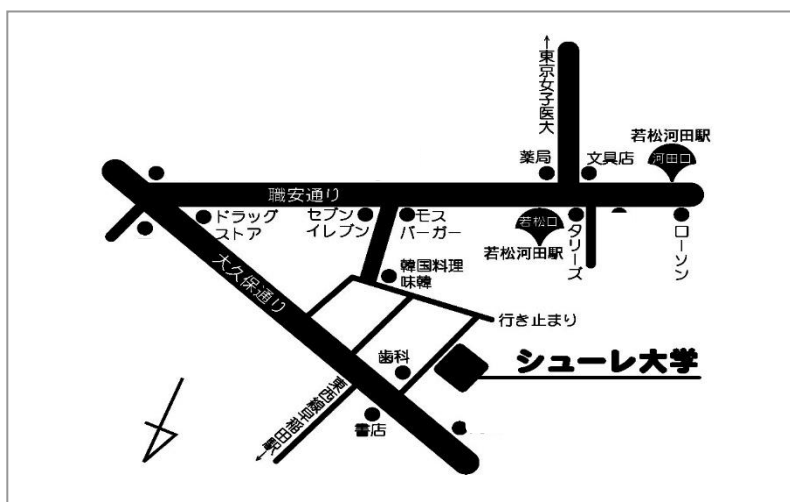 ←東京女子医大
若松河田駅
薬局
文具店
河田口
職安通り
ドラッグ
ストア
セブン
イレブン
モス
バーガー
若松口
若松河田駅
タリーズ
ローソン
大久保通り
韓国料理
味韓
行き止まり
歯科
シューレ大学
東西線早稲田駅→
書店